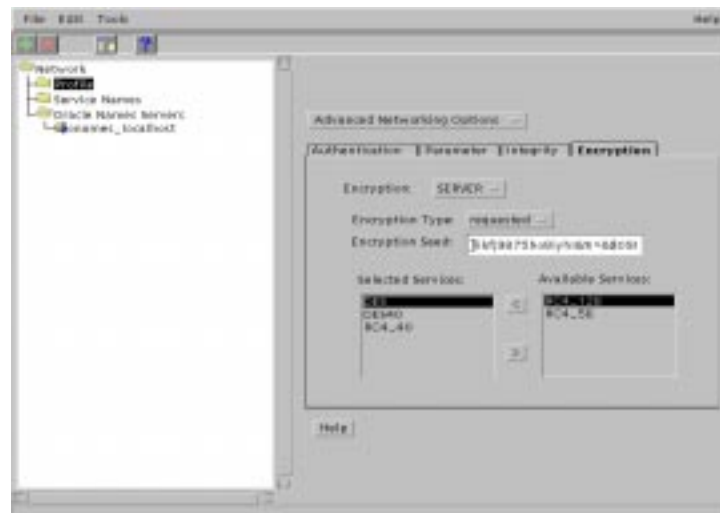 File Edit Tools Help
Network
Profile
Service Names
Oracle Names Servers
onames_localhost
Advanced Networking Options
Authentication Parameter Integrity Encryption
Encryption: SERVER
Encryption Type: requested
Encryption Seed:
Selected Services: Available Services:
DES RC4_128
DES40 RC4_56
RC4_40
<
>
Help